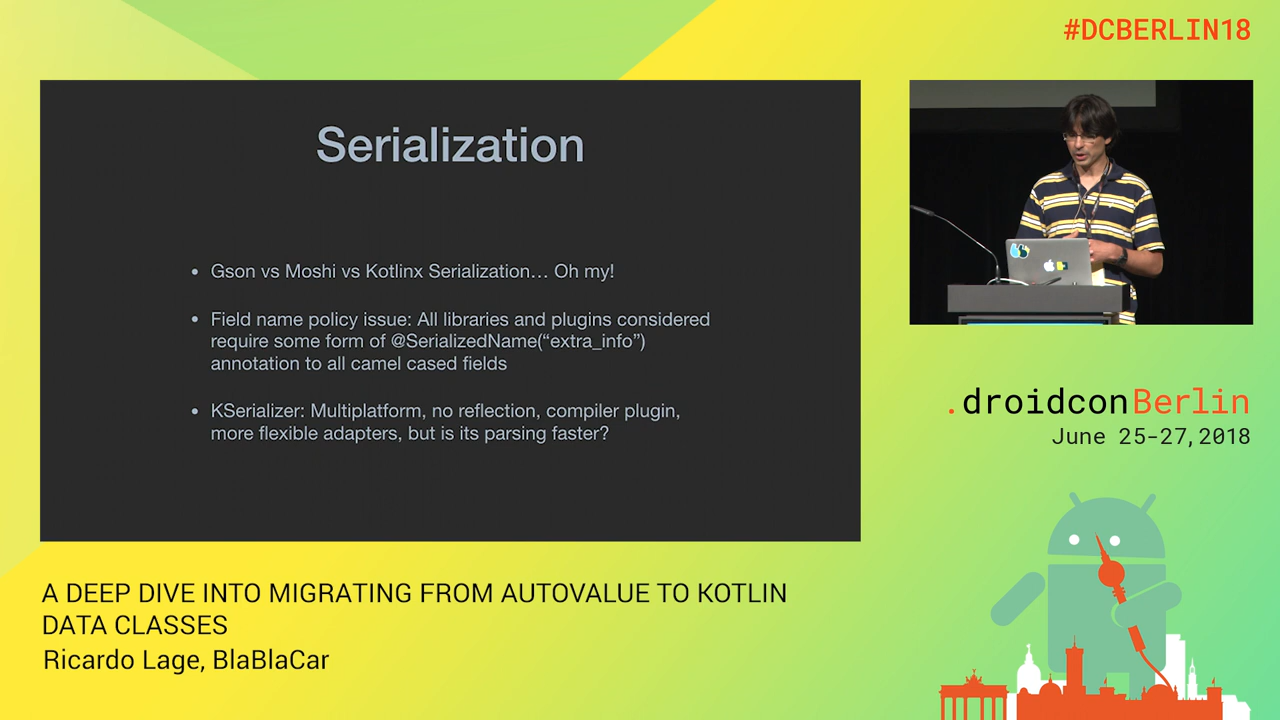 #DCBERLIN18
Serialization
• Gson vs Moshi vs Kotlinx Serialization… Oh my!
• Field name policy issue: All libraries and plugins considered
require some form of @SerializedName(“extra_info”)
annotation to all camel cased fields
• KSerializer: Multiplatform, no reflection, compiler plugin,
more flexible adapters, but is its parsing faster?
.droidconBerlin
June 25-27, 2018
A DEEP DIVE INTO MIGRATING FROM AUTOVALUE TO KOTLIN
DATA CLASSES
Ricardo Lage, BlaBlaCar